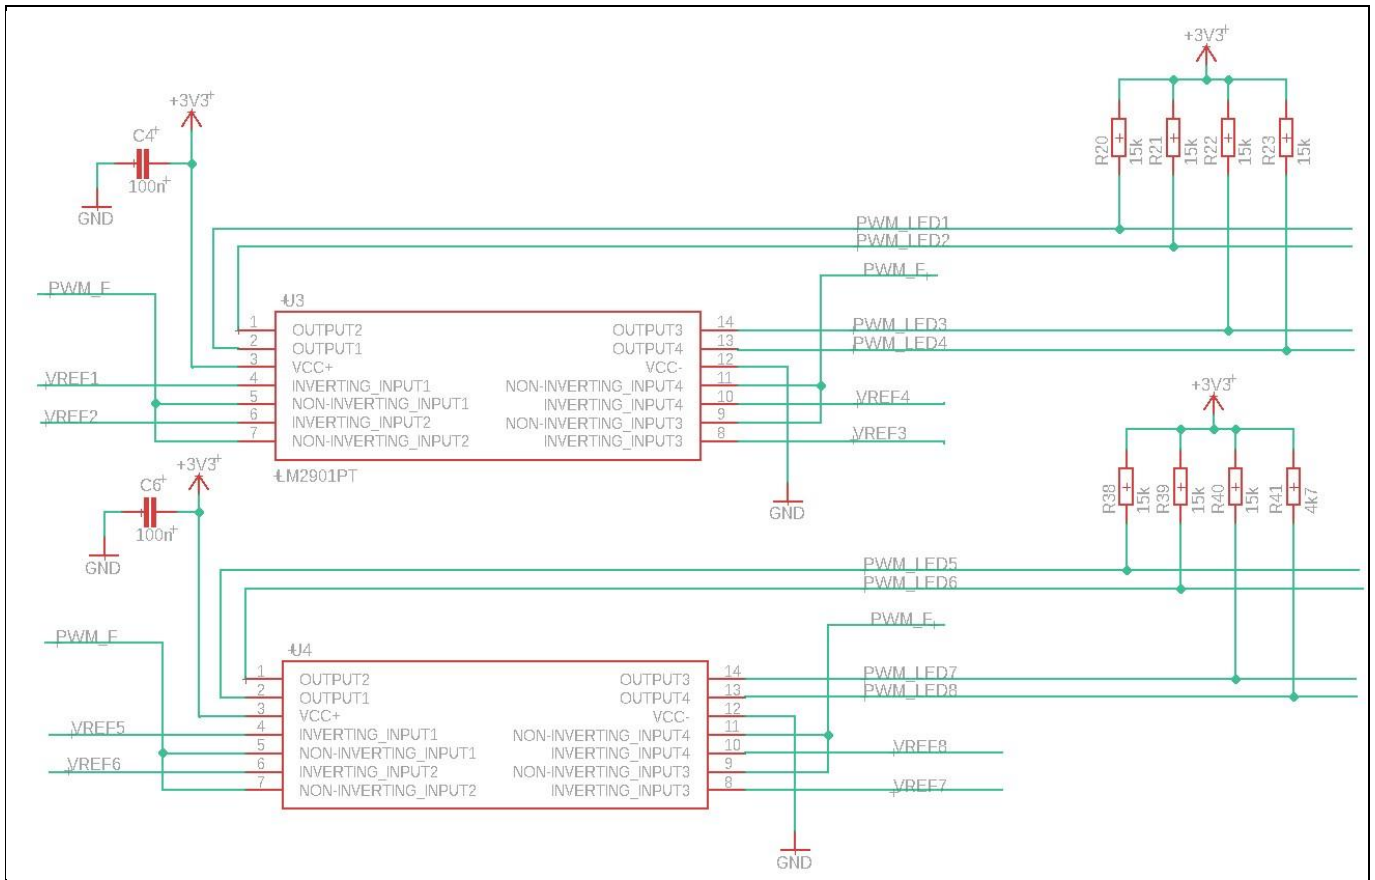 +3V3
+3V3
C4
100n
GND
R20
15k
R21
15k
R22
15k
R23
15k
PWM_LED1
PWM_LED2
PWM_F
PWM_F
U3
1 OUTPUT2 OUTPUT3 14 PWM_LED3
2 OUTPUT1 OUTPUT4 13 PWM_LED4
3 VCC+ VCC- 12
VREF1 4 INVERTING_INPUT1 NON-INVERTING_INPUT4 11
5 NON-INVERTING_INPUT1 INVERTING_INPUT4 10 VREF4
VREF2 6 INVERTING_INPUT2 NON-INVERTING_INPUT3 9
7 NON-INVERTING_INPUT2 INVERTING_INPUT3 8 VREF3
LM2901PT
GND
+3V3
+3V3
C6
100n
GND
R38
15k
R39
15k
R40
15k
R41
4k7
PWM_LED5
PWM_LED6
PWM_F
PWM_F
U4
1 OUTPUT2 OUTPUT3 14 PWM_LED7
2 OUTPUT1 OUTPUT4 13 PWM_LED8
3 VCC+ VCC- 12
VREF5 4 INVERTING_INPUT1 NON-INVERTING_INPUT4 11
5 NON-INVERTING_INPUT1 INVERTING_INPUT4 10 VREF8
VREF6 6 INVERTING_INPUT2 NON-INVERTING_INPUT3 9
7 NON-INVERTING_INPUT2 INVERTING_INPUT3 8 VREF7
GND